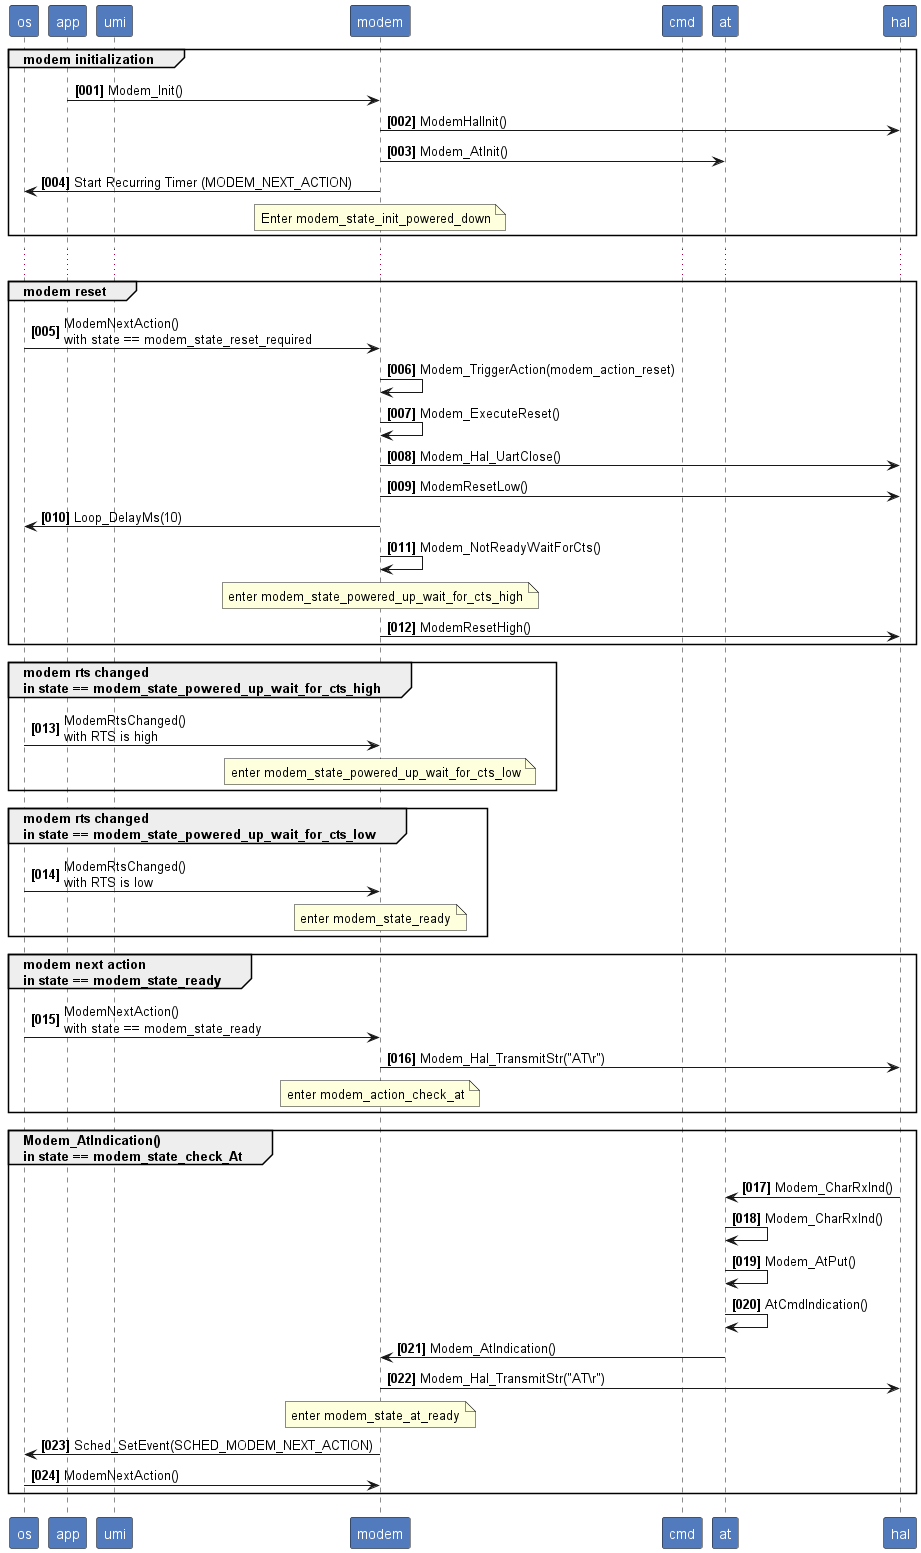 os app umi modem cmd at hal
modem initialization
[001] Modem_Init()
[002] ModemHalInit()
[003] Modem_AtInit()
[004] Start Recurring Timer (MODEM_NEXT_ACTION)
Enter modem_state_init_powered_down
modem reset
[005] ModemNextAction()
with state == modem_state_reset_required
[006] Modem_TriggerAction(modem_action_reset)
[007] Modem_ExecuteReset()
[008] Modem_Hal_UartClose()
[009] ModemResetLow()
[010] Loop_DelayMs(10)
[011] Modem_NotReadyWaitForCts()
enter modem_state_powered_up_wait_for_cts_high
[012] ModemResetHigh()
modem rts changed
in state == modem_state_powered_up_wait_for_cts_high
[013] ModemRtsChanged()
with RTS is high
enter modem_state_powered_up_wait_for_cts_low
modem rts changed
in state == modem_state_powered_up_wait_for_cts_low
[014] ModemRtsChanged()
with RTS is low
enter modem_state_ready
modem next action
in state == modem_state_ready
[015] ModemNextAction()
with state == modem_state_ready
[016] Modem_Hal_TransmitStr("AT\r")
enter modem_action_check_at
Modem_AtIndication()
in state == modem_state_check_At
[017] Modem_CharRxInd()
[018] Modem_CharRxInd()
[019] Modem_AtPut()
[020] AtCmdIndication()
[021] Modem_AtIndication()
[022] Modem_Hal_TransmitStr("AT\r")
enter modem_state_at_ready
[023] Sched_SetEvent(SCHED_MODEM_NEXT_ACTION)
[024] ModemNextAction()
os app umi modem cmd at hal